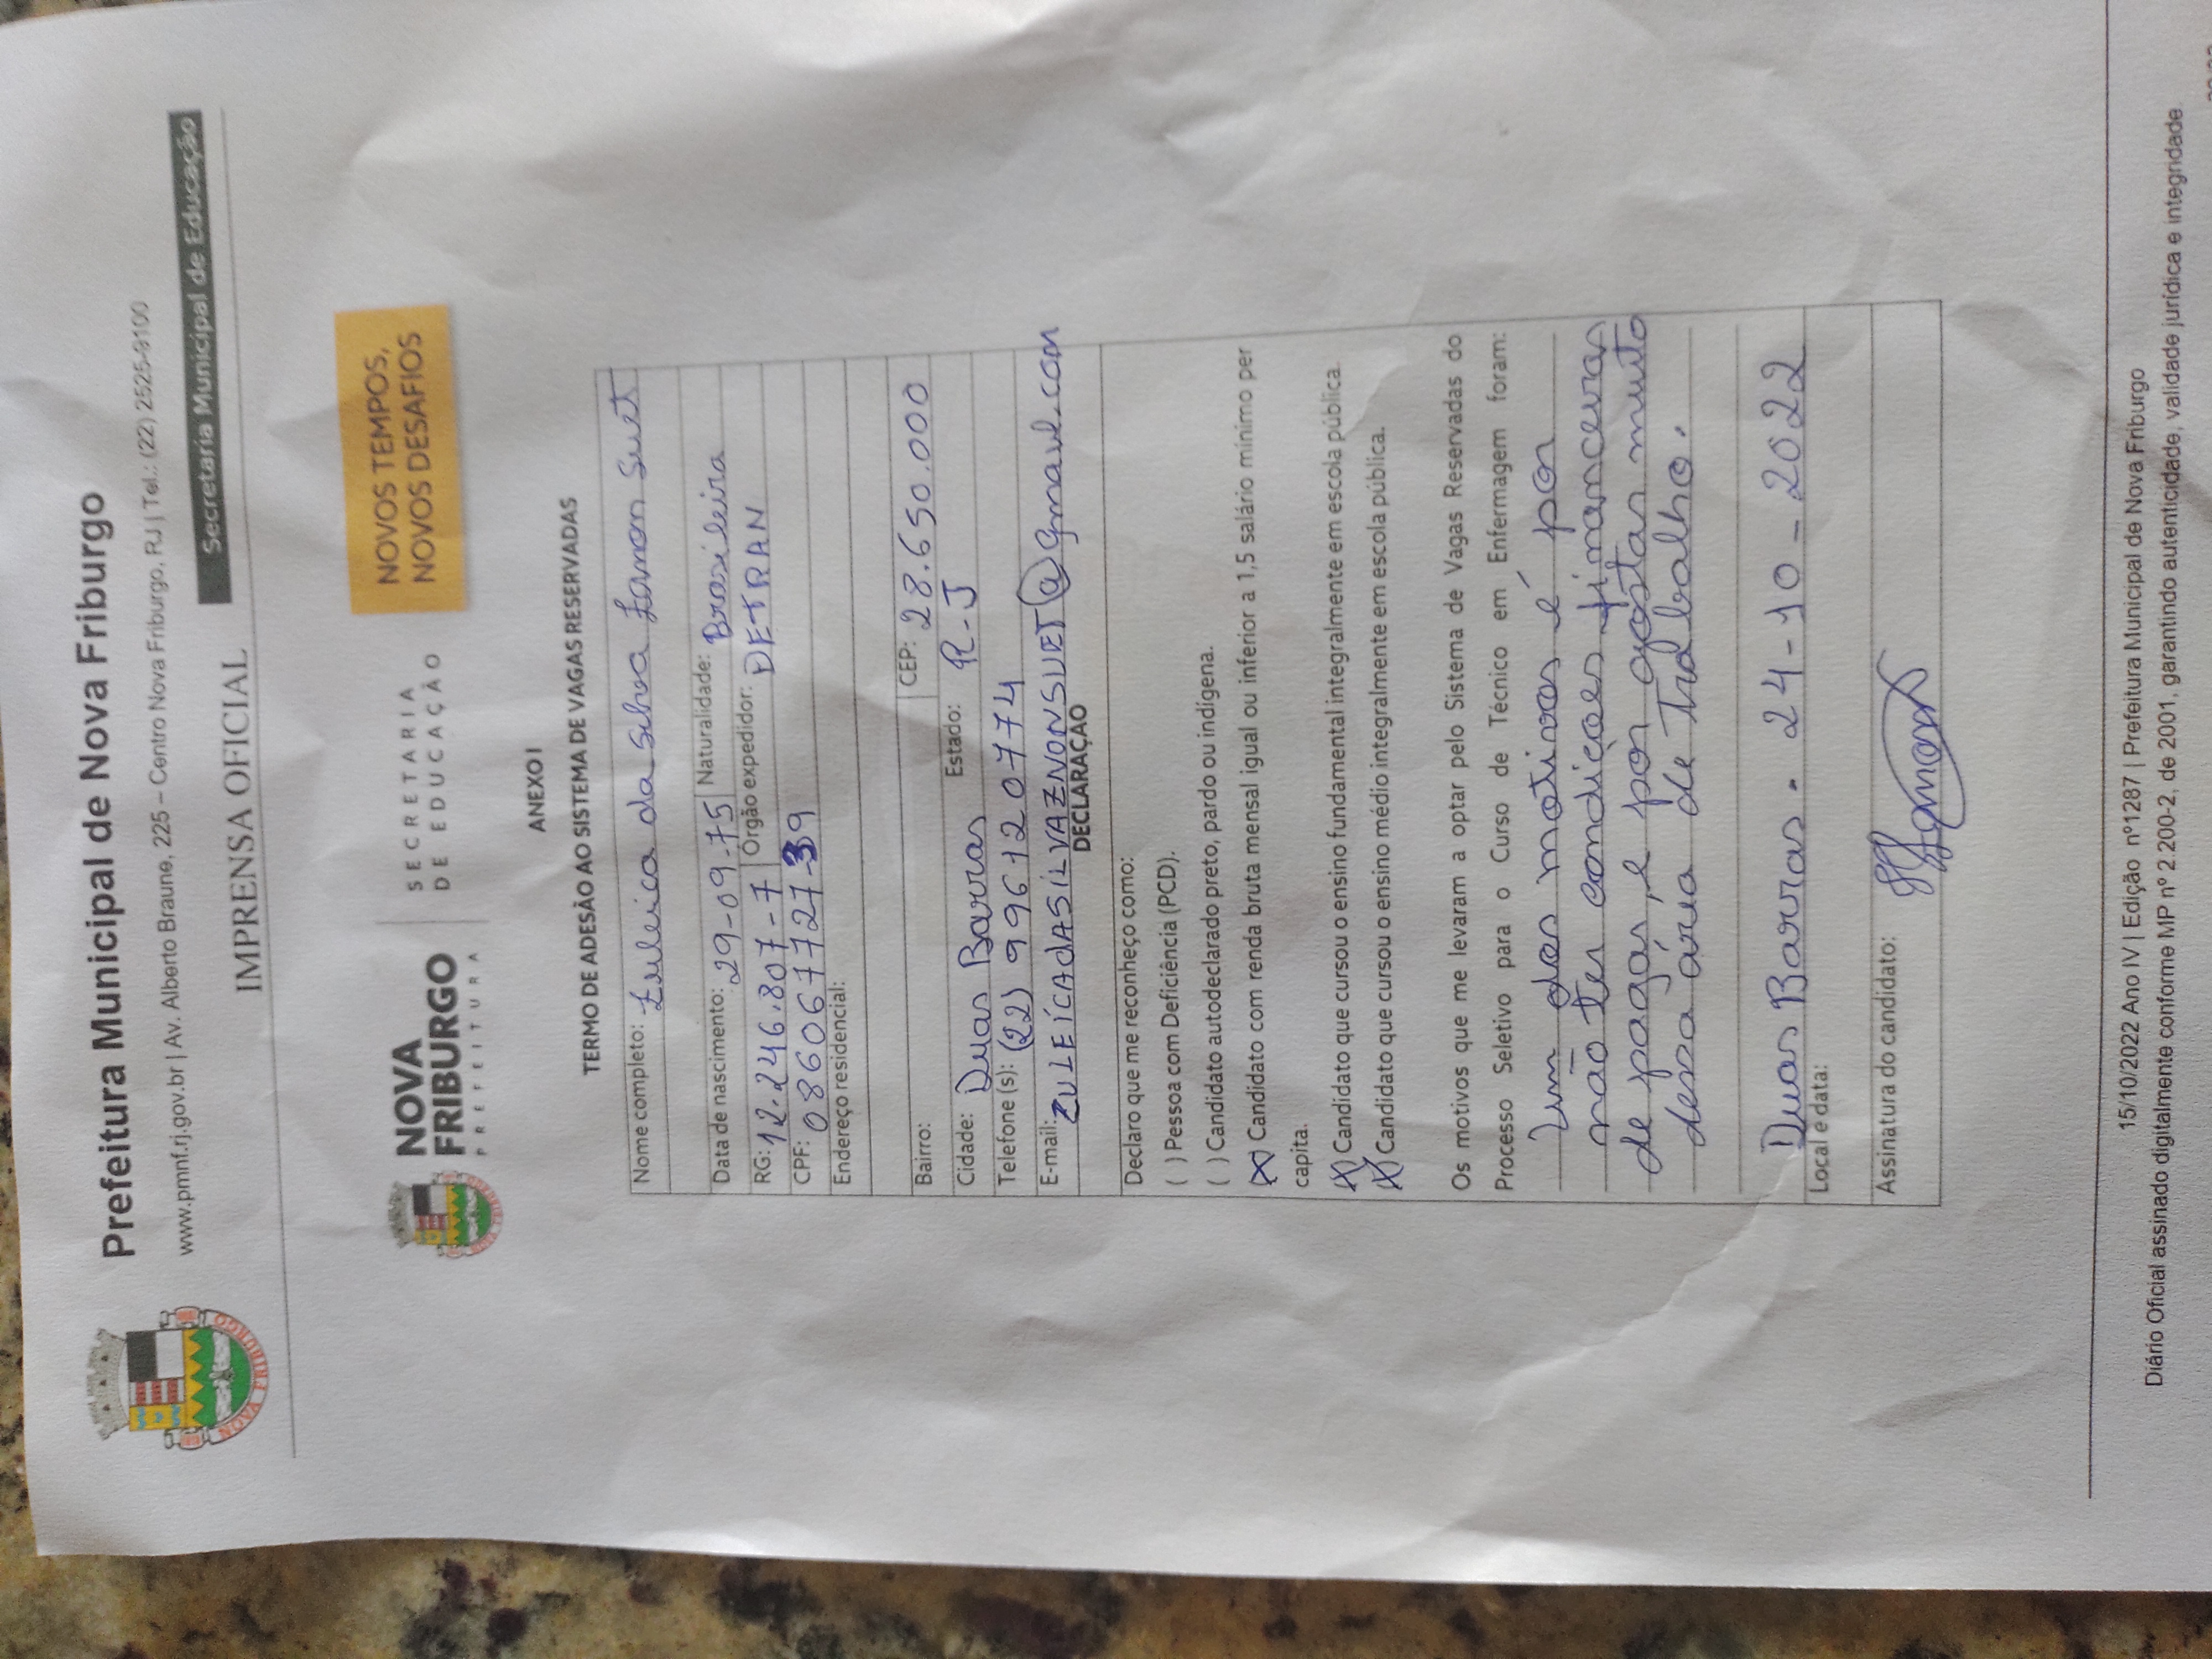 Prefeitura Municipal de Nova Friburgo
www.pmnf.rj.gov.br | Av. Alberto Braune, 225 – Centro Nova Friburgo, RJ | Tel.: (22) 2525-9100
Secretaria Municipal de Educação
IMPRENSA OFICIAL
NOVA FRIBURGO
NOVA FRIBURGO PREFEITURA
SECRETARIA DE EDUCAÇÃO
NOVOS TEMPOS,
NOVOS DESAFIOS
ANEXO I
TERMO DE ADESÃO AO SISTEMA DE VAGAS RESERVADAS
Nome completo: Zuleica da Silva Zanon Suet
Data de nascimento: 29-09-75 Naturalidade: Brasileira
RG: 12.246.807-7 Órgão expedidor: DETRAN
CPF: 086067727-39
Endereço residencial:
Bairro: CEP: 28.650.000
Cidade: Duas Barras Estado: R-J
Telefone (s): (22) 996120774
E-mail: ZULEICAdASILVAZNONSUET@gmail.com
DECLARAÇÃO
Declaro que me reconheço como:
( ) Pessoa com Deficiência (PCD).
( ) Candidato autodeclarado preto, pardo ou indígena.
(X) Candidato com renda bruta mensal igual ou inferior a 1,5 salário mínimo per
capita.
(X) Candidato que cursou o ensino fundamental integralmente em escola pública.
(X) Candidato que cursou o ensino médio integralmente em escola pública.
Os motivos que me levaram a optar pelo Sistema de Vagas Reservadas do
Processo Seletivo para o Curso de Técnico em Enfermagem foram:
Um dos motivos é por
não ter condições financeiras
de pagar, e por gostar muito
dessa área de trabalho.
Duas Barras. 24-10-2022
Local e data:
Assinatura do candidato: Zanon
15/10/2022 Ano IV | Edição nº1287 | Prefeitura Municipal de Nova Friburgo
Diário Oficial assinado digitalmente conforme MP nº 2.200-2, de 2001, garantindo autenticidade, validade jurídica e integridade.